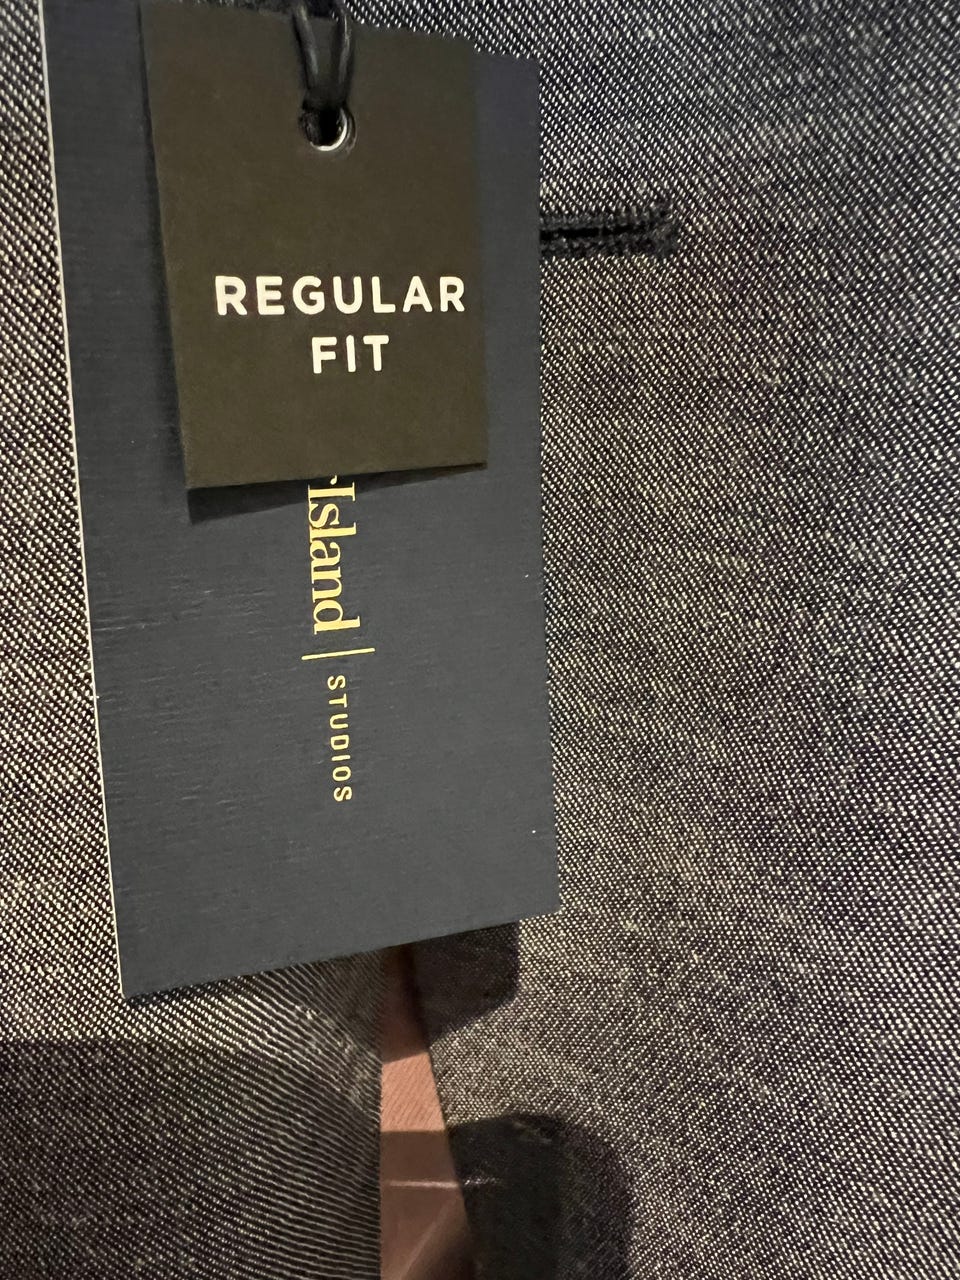 REGULAR
FIT
Island | STUDIOS